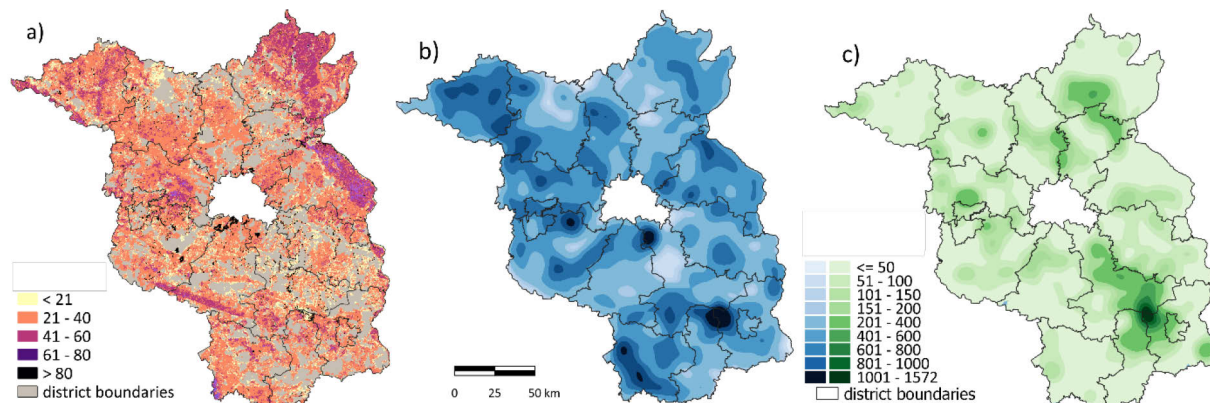 a)
b)
c)
< 21
21 - 40
41 - 60
61 - 80
> 80
district boundaries
0 25 50 km
<= 50
51 - 100
101 - 150
151 - 200
201 - 400
401 - 600
601 - 800
801 - 1000
1001 - 1572
district boundaries